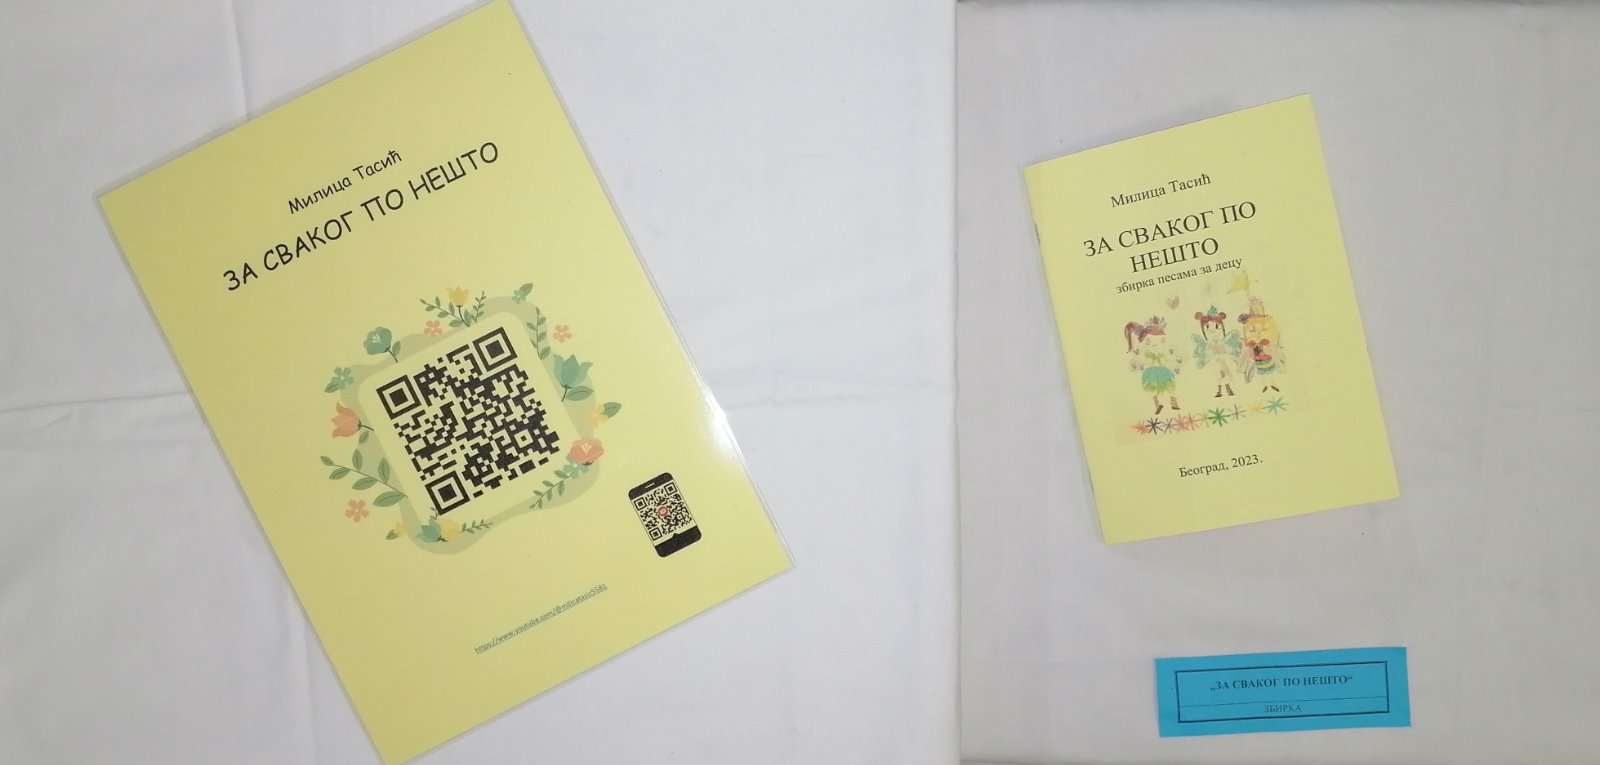 Милица Тасић
ЗА СВАКОГ ПО НЕШТО
https://www.youtube.com/@milicatasic5581
Милица Тасић
ЗА СВАКОГ ПО
НЕШТО
збирка песама за децу
Београд, 2023.
„ЗА СВАКОГ ПО НЕШТО“
ЗБИРКА